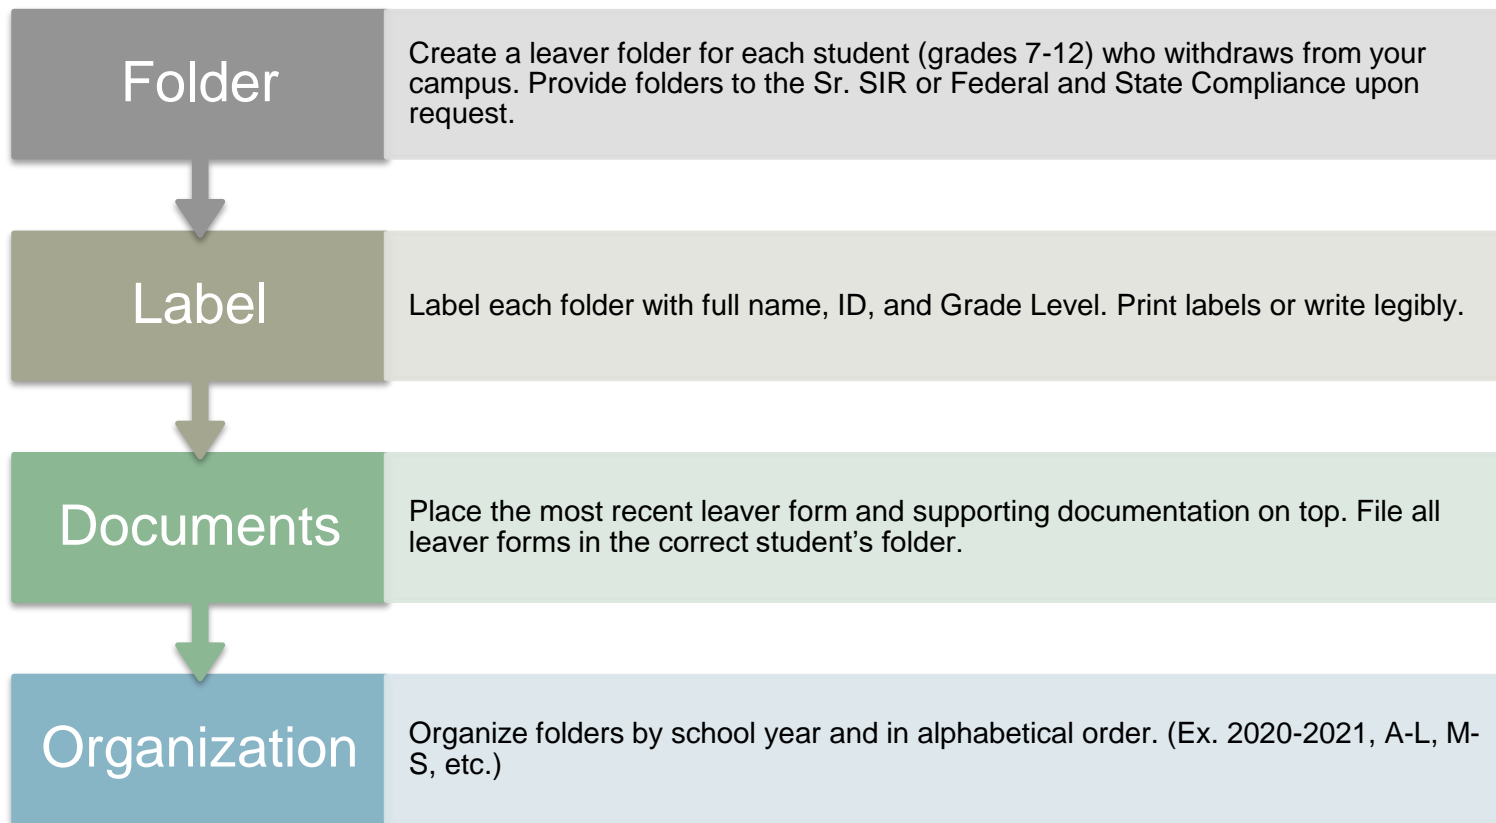 Folder
Create a leaver folder for each student (grades 7-12) who withdraws from your
campus. Provide folders to the Sr. SIR or Federal and State Compliance upon
request.
Label
Label each folder with full name, ID, and Grade Level. Print labels or write legibly.
Documents
Place the most recent leaver form and supporting documentation on top. File all
leaver forms in the correct student’s folder.
Organization
Organize folders by school year and in alphabetical order. (Ex. 2020-2021, A-L, M-
S, etc.)